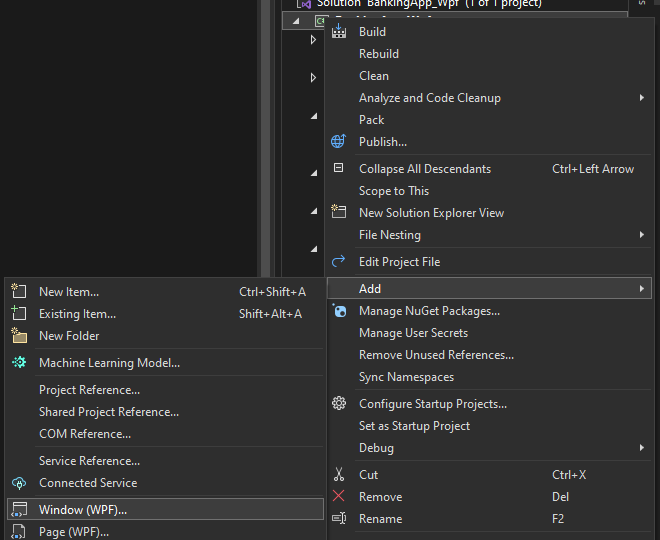 Solution 'BankingApp_Wpf' (1 of 1 project)
Build
Rebuild
Clean
Analyze and Code Cleanup
Pack
Publish...
Collapse All Descendants Ctrl+Left Arrow
Scope to This
New Solution Explorer View
File Nesting
Edit Project File
Add
Manage NuGet Packages...
Manage User Secrets
Remove Unused References...
Sync Namespaces
Configure Startup Projects...
Set as Startup Project
Debug
Cut Ctrl+X
Remove Del
Rename F2
New Item... Ctrl+Shift+A
Existing Item... Shift+Alt+A
New Folder
Machine Learning Model...
Project Reference...
Shared Project Reference...
COM Reference...
Service Reference...
Connected Service
Window (WPF)...
Page (WPF)...